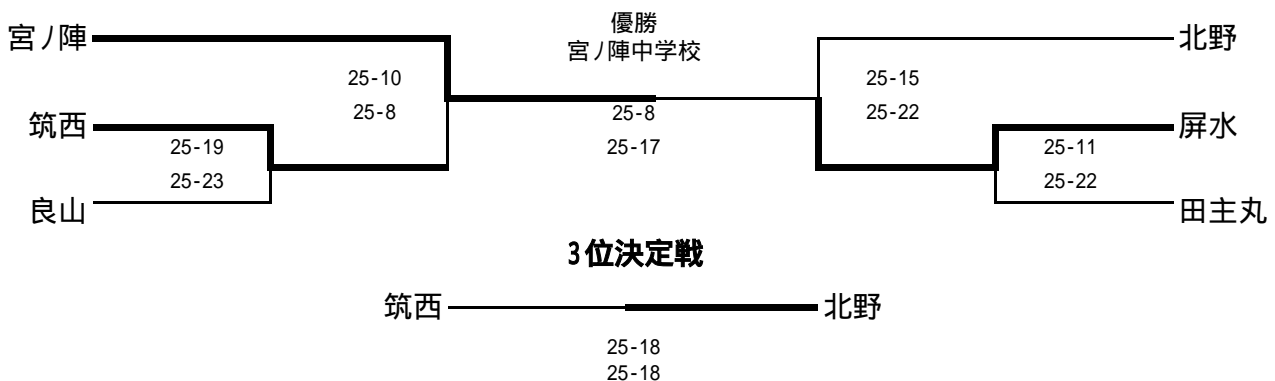 優勝
宮ノ陣中学校
宮ノ陣
北野
25-10
25-8
25-15
25-22
25-8
25-17
筑西
屏水
25-19
25-23
25-11
25-22
良山
田主丸
3位決定戦
筑西
北野
25-18
25-18